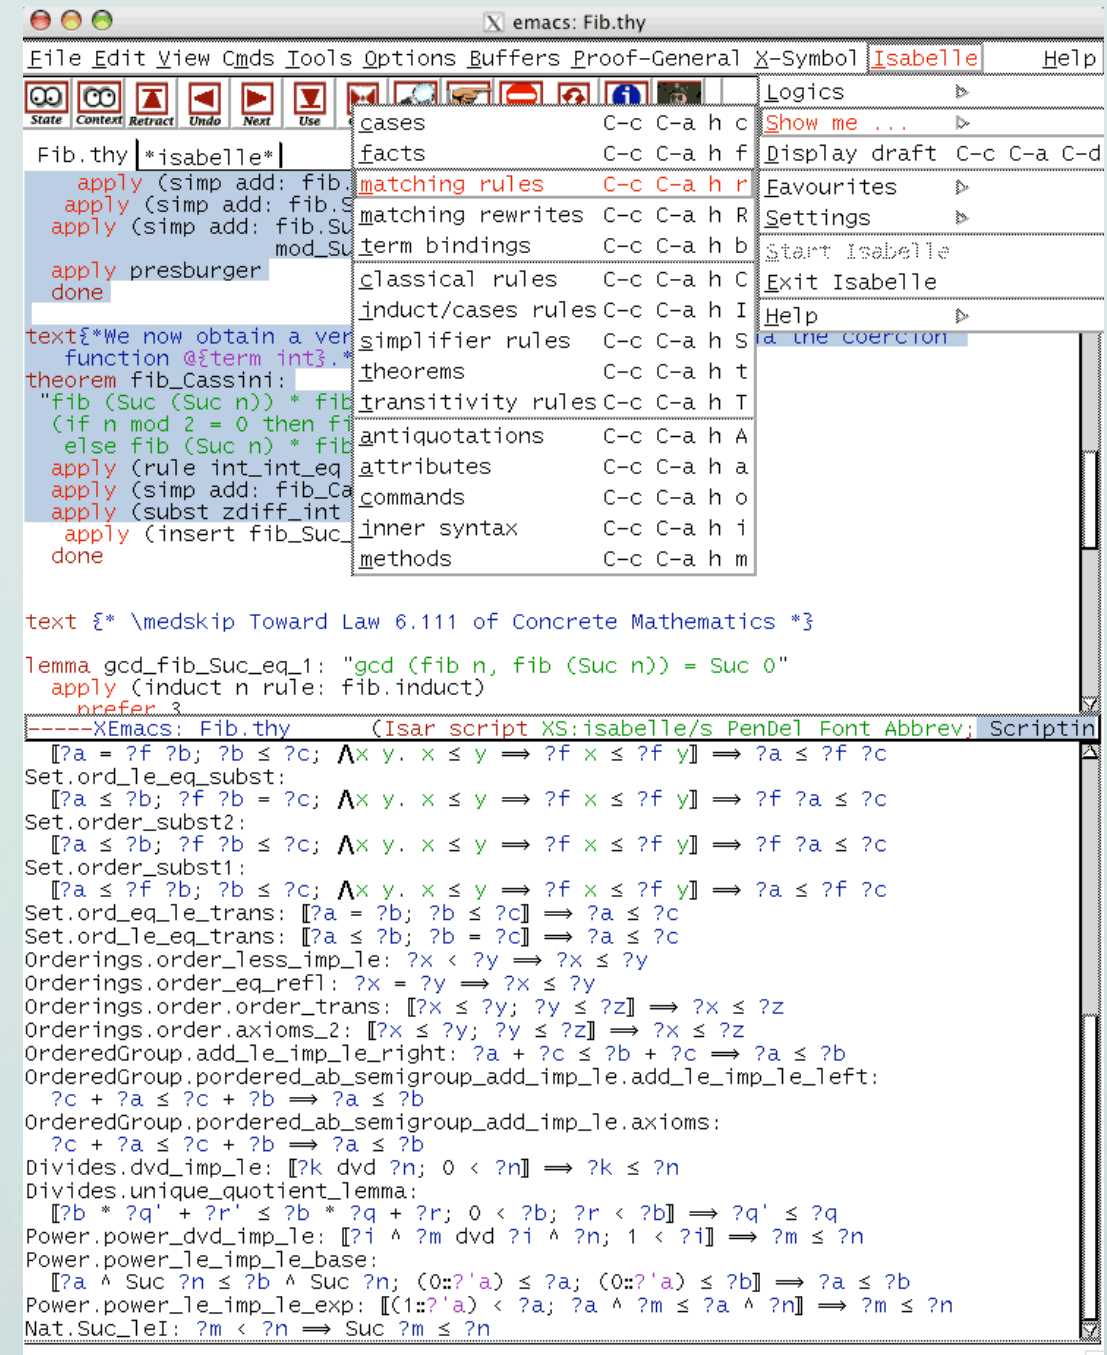 emacs: Fib.thy
File Edit View Cmds Tools Options Buffers Proof-General X-Symbol Isabelle Help
State Context Retract Undo Next Use
Logics
Show me ...
Display draft C-c C-a C-d
Favourites
Settings
Start Isabelle
Exit Isabelle
Help
cases C-c C-a h c
facts C-c C-a h f
matching rules C-c C-a h r
matching rewrites C-c C-a h R
term bindings C-c C-a h b
classical rules C-c C-a h C
induct/cases rules C-c C-a h I
simplifier rules C-c C-a h S
theorems C-c C-a h t
transitivity rules C-c C-a h T
antiquotations C-c C-a h A
attributes C-c C-a h a
commands C-c C-a h o
inner syntax C-c C-a h i
methods C-c C-a h m
Fib.thy *isabelle*
apply (simp add: fib.
apply (simp add: fib.S
apply (simp add: fib.Su
mod_Su
apply presburger
done
text{*We now obtain a ver ia the coercion
function @{term int}.*
theorem fib_Cassini:
"fib (Suc (Suc n)) * fib
(if n mod 2 = 0 then fi
else fib (Suc n) * fib
apply (rule int_int_eq
apply (simp add: fib_Ca
apply (subst zdiff_int
apply (insert fib_Suc_
done
text {* \medskip Toward Law 6.111 of Concrete Mathematics *}
lemma gcd_fib_Suc_eq_1: "gcd (fib n, fib (Suc n)) = Suc 0"
apply (induct n rule: fib.induct)
prefer 3
-----XEmacs: Fib.thy (Isar script XS:isabelle/s PenDel Font Abbrev; Scriptin
⟦?a = ?f ?b; ?b ≤ ?c; ⋀x y. x ≤ y ⟹ ?f x ≤ ?f y⟧ ⟹ ?a ≤ ?f ?c
Set.ord_le_eq_subst:
⟦?a ≤ ?b; ?f ?b = ?c; ⋀x y. x ≤ y ⟹ ?f x ≤ ?f y⟧ ⟹ ?f ?a ≤ ?c
Set.order_subst2:
⟦?a ≤ ?b; ?f ?b ≤ ?c; ⋀x y. x ≤ y ⟹ ?f x ≤ ?f y⟧ ⟹ ?f ?a ≤ ?c
Set.order_subst1:
⟦?a ≤ ?f ?b; ?b ≤ ?c; ⋀x y. x ≤ y ⟹ ?f x ≤ ?f y⟧ ⟹ ?a ≤ ?f ?c
Set.ord_eq_le_trans: ⟦?a = ?b; ?b ≤ ?c⟧ ⟹ ?a ≤ ?c
Set.ord_le_eq_trans: ⟦?a ≤ ?b; ?b = ?c⟧ ⟹ ?a ≤ ?c
Orderings.order_less_imp_le: ?x < ?y ⟹ ?x ≤ ?y
Orderings.order_eq_refl: ?x = ?y ⟹ ?x ≤ ?y
Orderings.order.order_trans: ⟦?x ≤ ?y; ?y ≤ ?z⟧ ⟹ ?x ≤ ?z
Orderings.order.axioms_2: ⟦?x ≤ ?y; ?y ≤ ?z⟧ ⟹ ?x ≤ ?z
OrderedGroup.add_le_imp_le_right: ?a + ?c ≤ ?b + ?c ⟹ ?a ≤ ?b
OrderedGroup.pordered_ab_semigroup_add_imp_le.add_le_imp_le_left:
?c + ?a ≤ ?c + ?b ⟹ ?a ≤ ?b
OrderedGroup.pordered_ab_semigroup_add_imp_le.axioms:
?c + ?a ≤ ?c + ?b ⟹ ?a ≤ ?b
Divides.dvd_imp_le: ⟦?k dvd ?n; 0 < ?n⟧ ⟹ ?k ≤ ?n
Divides.unique_quotient_lemma:
⟦?b * ?q' + ?r' ≤ ?b * ?q + ?r; 0 < ?b; ?r < ?b⟧ ⟹ ?q' ≤ ?q
Power.power_dvd_imp_le: ⟦?i ^ ?m dvd ?i ^ ?n; 1 < ?i⟧ ⟹ ?m ≤ ?n
Power.power_le_imp_le_base:
⟦?a ^ Suc ?n ≤ ?b ^ Suc ?n; (0::?'a) ≤ ?a; (0::?'a) ≤ ?b⟧ ⟹ ?a ≤ ?b
Power.power_le_imp_le_exp: ⟦(1::?'a) < ?a; ?a ^ ?m ≤ ?a ^ ?n⟧ ⟹ ?m ≤ ?n
Nat.Suc_leI: ?m < ?n ⟹ Suc ?m ≤ ?n